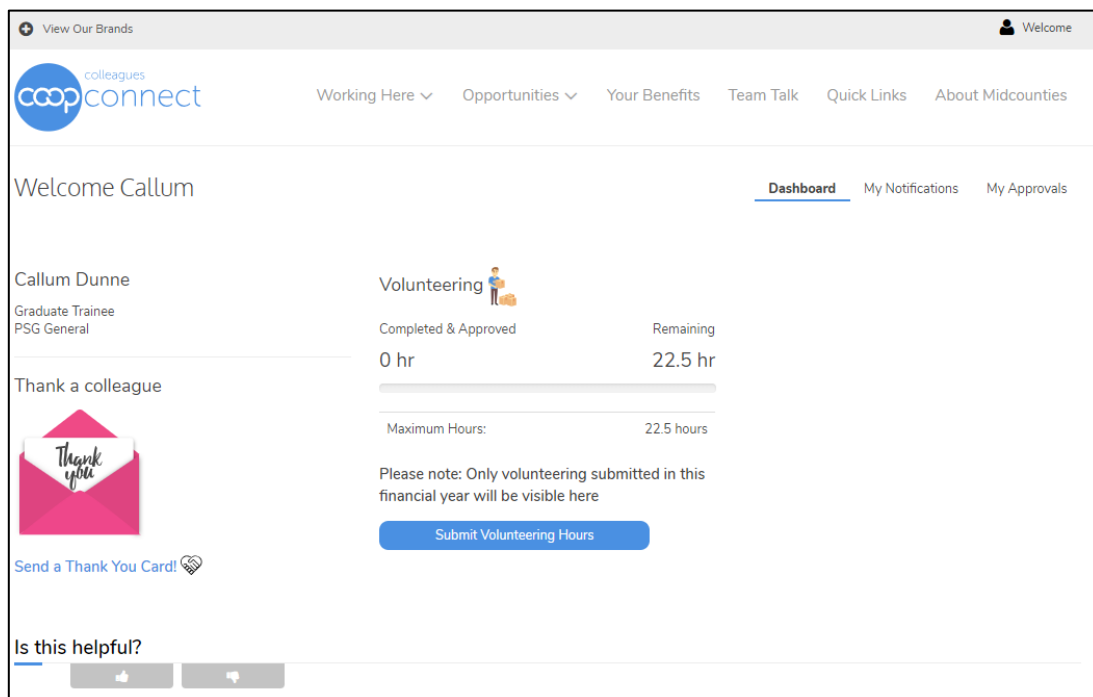 View Our Brands
Welcome
colleagues
coop connect
Working Here
Opportunities
Your Benefits
Team Talk
Quick Links
About Midcounties
Welcome Callum
Dashboard
My Notifications
My Approvals
Callum Dunne
Graduate Trainee
PSG General
Thank a colleague
Thank
you
Send a Thank You Card!
Volunteering
Completed & Approved
Remaining
0 hr
22.5 hr
Maximum Hours:
22.5 hours
Please note: Only volunteering submitted in this
financial year will be visible here
Submit Volunteering Hours
Is this helpful?